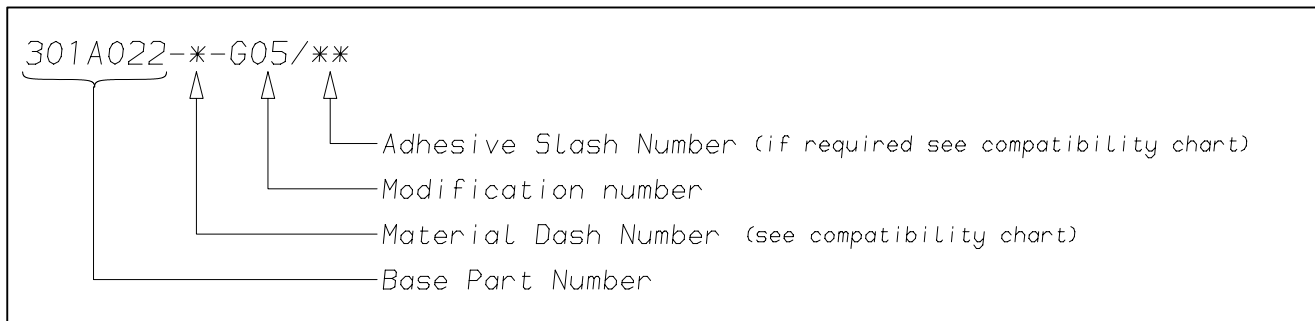 301A022-*-G05/**
Adhesive Slash Number (if required see compatibility chart)
Modification number
Material Dash Number (see compatibility chart)
Base Part Number